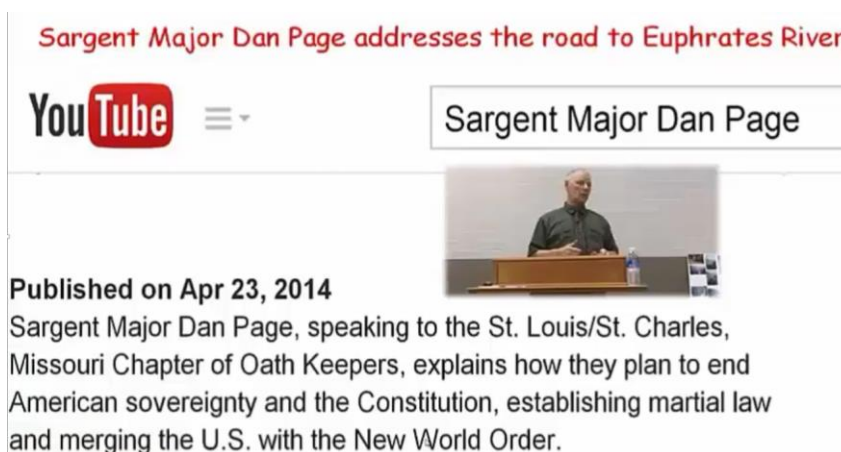 Sargent Major Dan Page addresses the road to Euphrates River
YouTube
Sargent Major Dan Page
Published on Apr 23, 2014
Sargent Major Dan Page, speaking to the St. Louis/St. Charles,
Missouri Chapter of Oath Keepers, explains how they plan to end
American sovereignty and the Constitution, establishing martial law
and merging the U.S. with the New World Order.